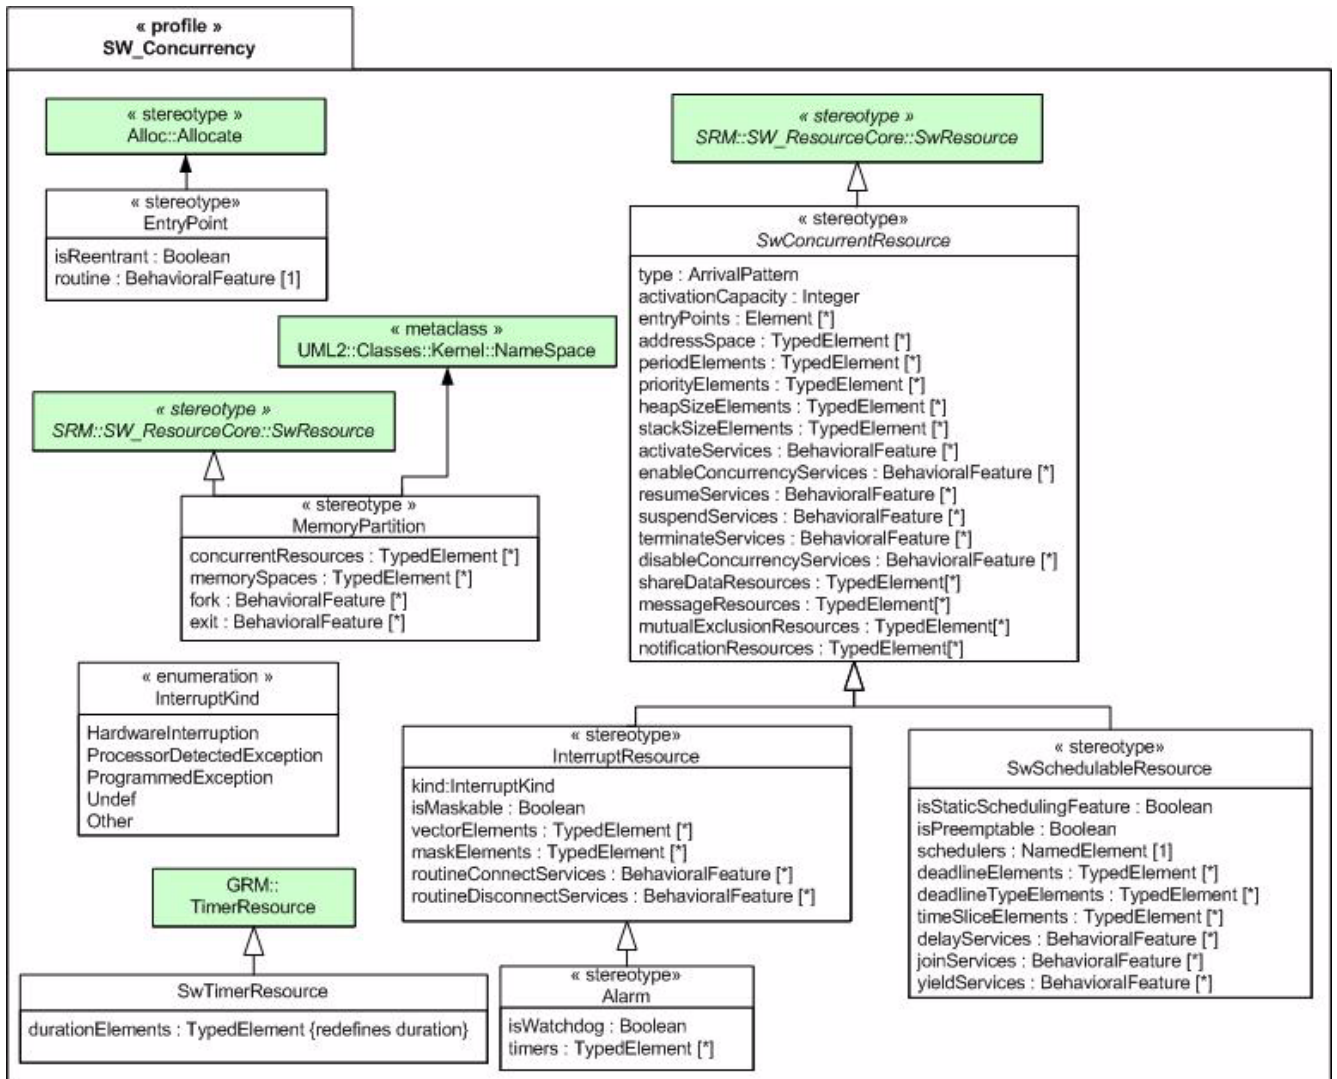 « profile »
SW_Concurrency
« stereotype »
Alloc::Allocate
« stereotype»
EntryPoint
isReentrant : Boolean
routine : BehavioralFeature [1]
« metaclass »
UML2::Classes::Kernel::NameSpace
« stereotype »
SRM::SW_ResourceCore::SwResource
« stereotype »
MemoryPartition
concurrentResources : TypedElement [*]
memorySpaces : TypedElement [*]
fork : BehavioralFeature [*]
exit : BehavioralFeature [*]
« enumeration »
InterruptKind
HardwareInterruption
ProcessorDetectedException
ProgrammedException
Undef
Other
GRM::
TimerResource
SwTimerResource
durationElements : TypedElement {redefines duration}
« stereotype »
SRM::SW_ResourceCore::SwResource
« stereotype»
SwConcurrentResource
type : ArrivalPattern
activationCapacity : Integer
entryPoints : Element [*]
addressSpace : TypedElement [*]
periodElements : TypedElement [*]
priorityElements : TypedElement [*]
heapSizeElements : TypedElement [*]
stackSizeElements : TypedElement [*]
activateServices : BehavioralFeature [*]
enableConcurrencyServices : BehavioralFeature [*]
resumeServices : BehavioralFeature [*]
suspendServices : BehavioralFeature [*]
terminateServices : BehavioralFeature [*]
disableConcurrencyServices : BehavioralFeature [*]
shareDataResources : TypedElement[*]
messageResources : TypedElement[*]
mutualExclusionResources : TypedElement[*]
notificationResources : TypedElement[*]
« stereotype»
InterruptResource
kind:InterruptKind
isMaskable : Boolean
vectorElements : TypedElement [*]
maskElements : TypedElement [*]
routineConnectServices : BehavioralFeature [*]
routineDisconnectServices : BehavioralFeature [*]
« stereotype»
Alarm
isWatchdog : Boolean
timers : TypedElement [*]
« stereotype»
SwSchedulableResource
isStaticSchedulingFeature : Boolean
isPreemptable : Boolean
schedulers : NamedElement [1]
deadlineElements : TypedElement [*]
deadlineTypeElements : TypedElement [*]
timeSliceElements : TypedElement [*]
delayServices : BehavioralFeature [*]
joinServices : BehavioralFeature [*]
yieldServices : BehavioralFeature [*]